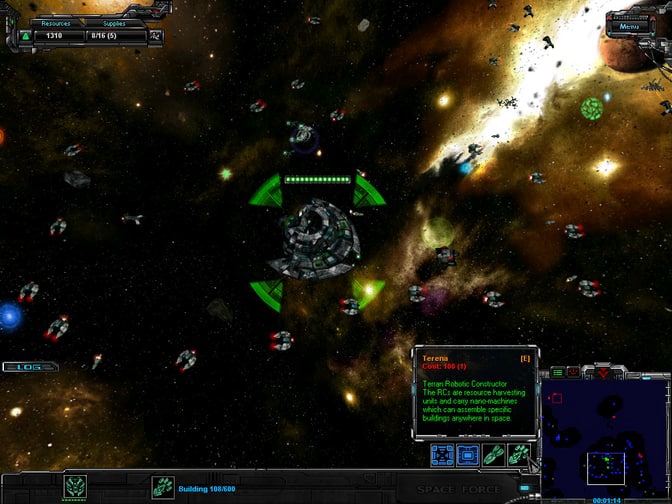 Resources Supplies
1310 8/16 (5)
Menu
LOG
Terena [E]
Cost: 100 (1)
Terran Robotic Constructor
The RCs are resource harvesting
units and carry nano-machines
which can assemble specific
buildings anywhere in space
Building 108/600
SPACE FORCE
00:01:14